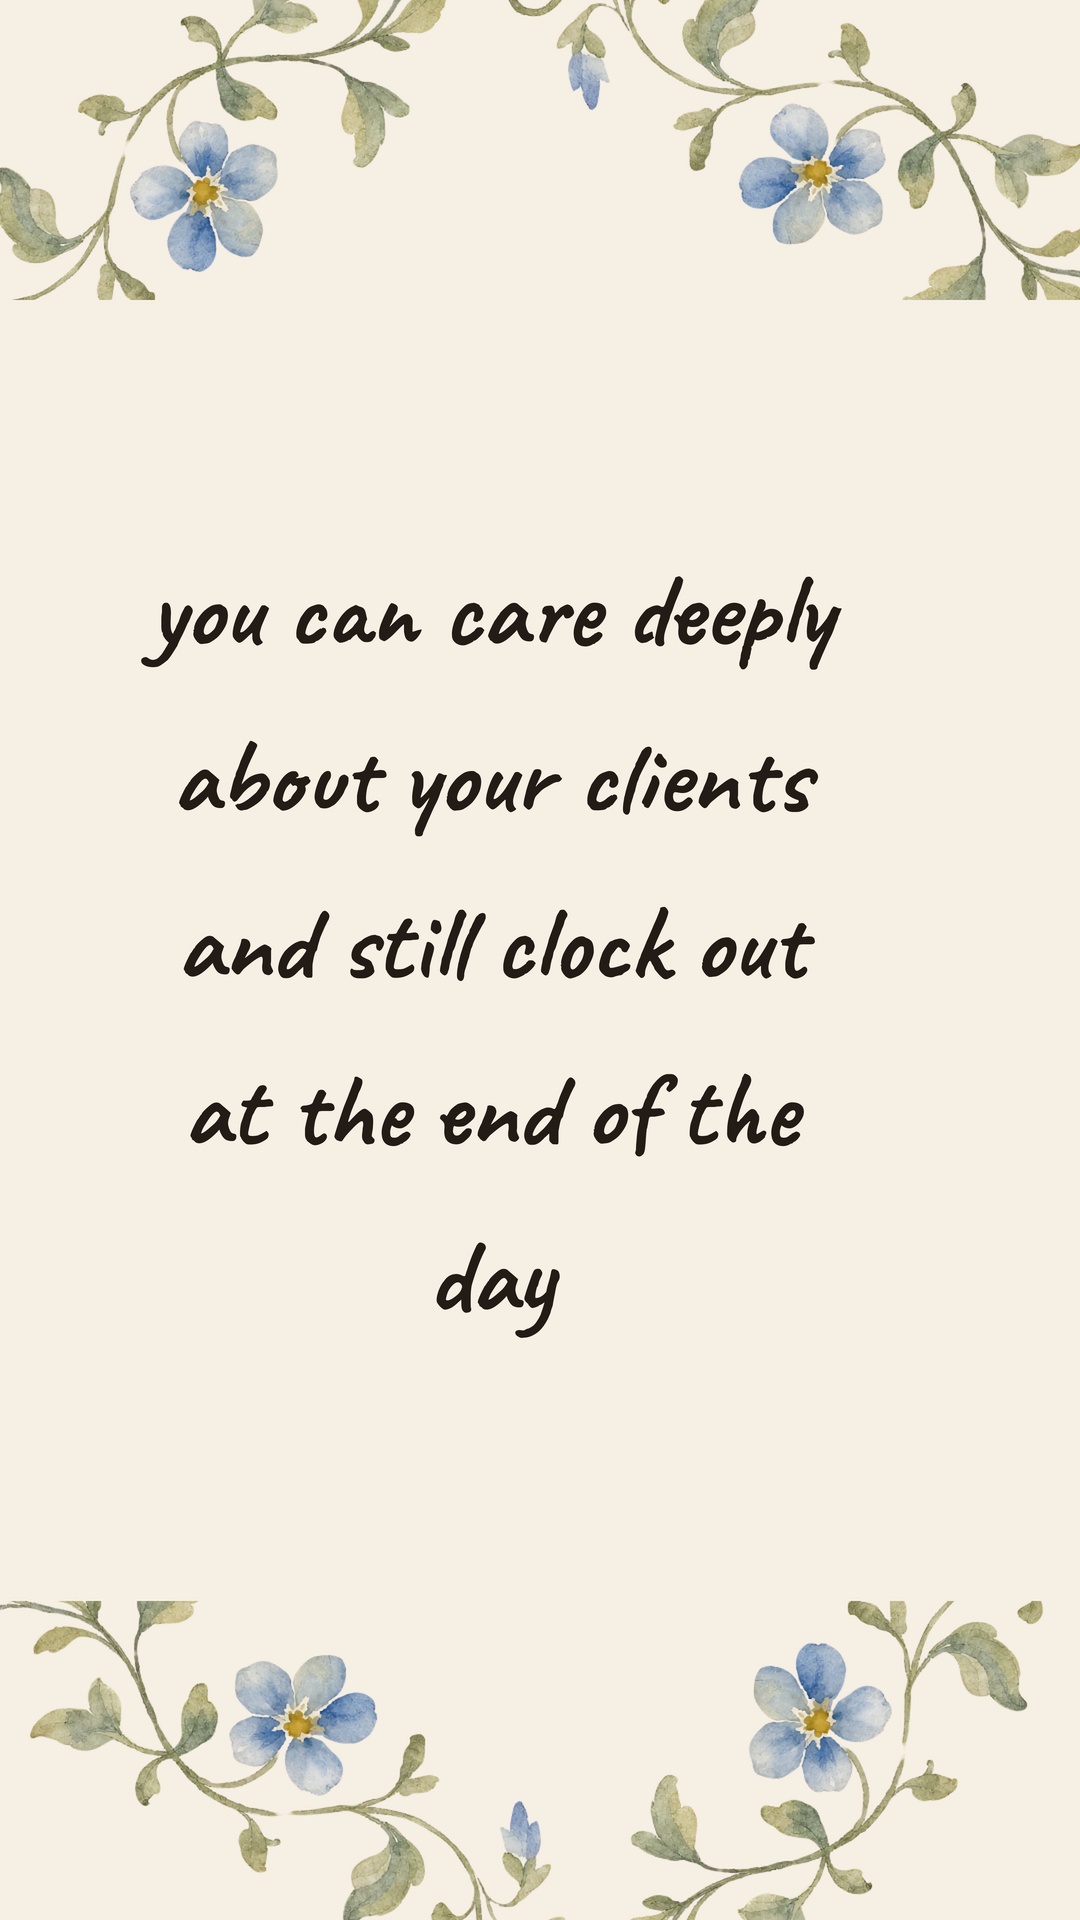 you can care deeply
about your clients
and still clock out
at the end of the
day